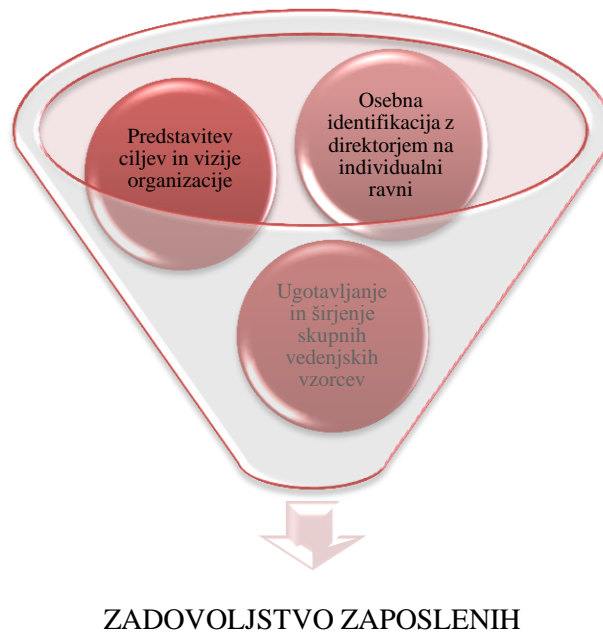 Predstavitev
ciljev in vizije
organizacije
Osebna
identifikacija z
direktorjem na
individualni
ravni
Ugotavljanje
in širjenje
skupnih
vedenjskih
vzorcev
ZADOVOLJSTVO ZAPOSLENIH